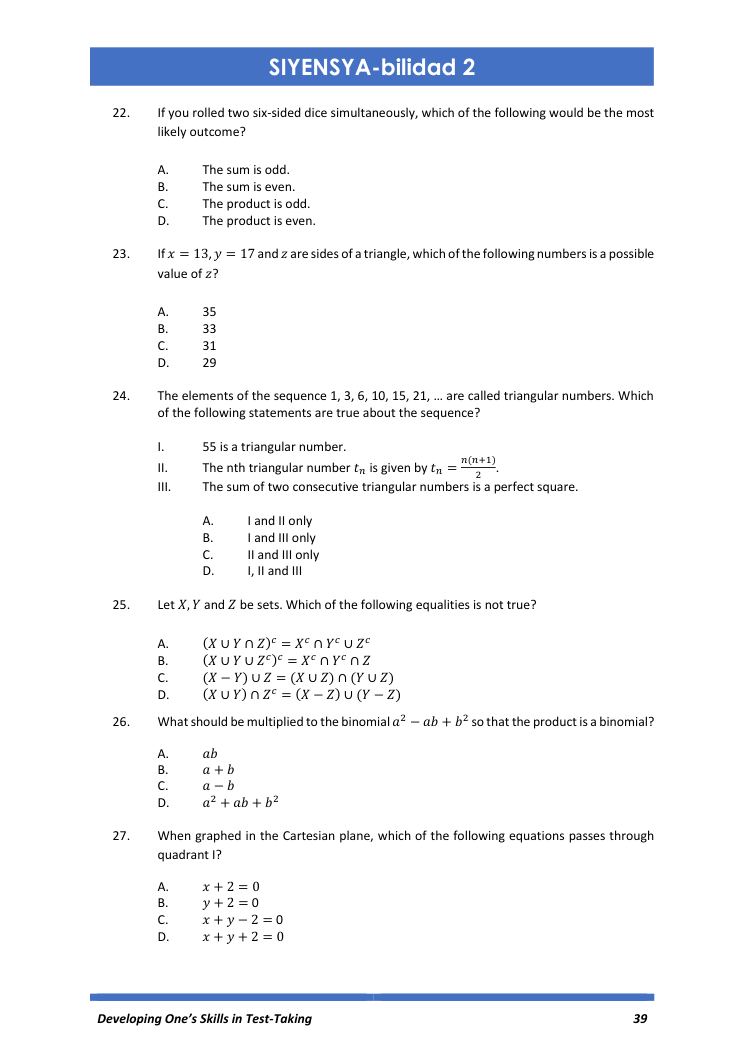 SIYENSYA-bilidad 2
22. If you rolled two six-sided dice simultaneously, which of the following would be the most
likely outcome?
A. The sum is odd.
B. The sum is even.
C. The product is odd.
D. The product is even.
23. If x = 13, y = 17 and z are sides of a triangle, which of the following numbers is a possible
value of z?
A. 35
B. 33
C. 31
D. 29
24. The elements of the sequence 1, 3, 6, 10, 15, 21, … are called triangular numbers. Which
of the following statements are true about the sequence?
I. 55 is a triangular number.
II. The nth triangular number tₙ is given by tₙ = n(n+1)/2.
III. The sum of two consecutive triangular numbers is a perfect square.
A. I and II only
B. I and III only
C. II and III only
D. I, II and III
25. Let X, Y and Z be sets. Which of the following equalities is not true?
A. (X ∪ Y ∩ Z)ᶜ = Xᶜ ∩ Yᶜ ∪ Zᶜ
B. (X ∪ Y ∪ Zᶜ)ᶜ = Xᶜ ∩ Yᶜ ∩ Z
C. (X − Y) ∪ Z = (X ∪ Z) ∩ (Y ∪ Z)
D. (X ∪ Y) ∩ Zᶜ = (X − Z) ∪ (Y − Z)
26. What should be multiplied to the binomial a² − ab + b² so that the product is a binomial?
A. ab
B. a + b
C. a − b
D. a² + ab + b²
27. When graphed in the Cartesian plane, which of the following equations passes through
quadrant I?
A. x + 2 = 0
B. y + 2 = 0
C. x + y − 2 = 0
D. x + y + 2 = 0
Developing One’s Skills in Test-Taking 39